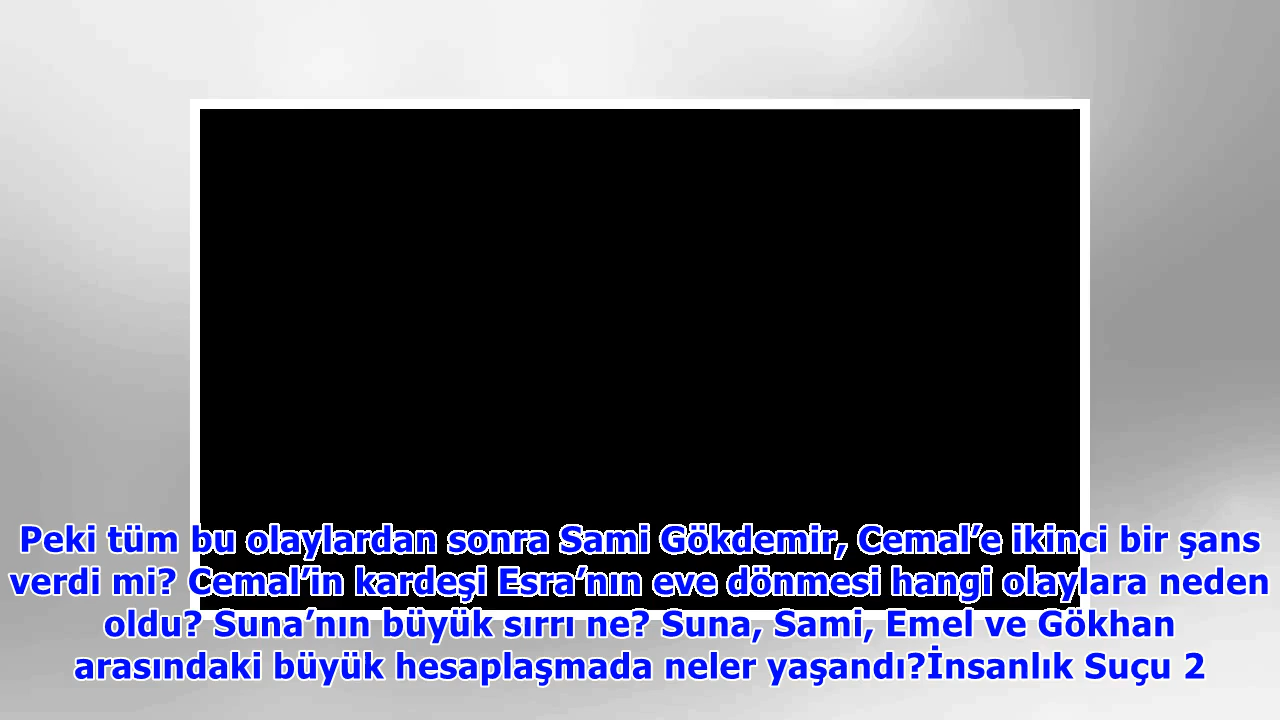 Peki tüm bu olaylardan sonra Sami Gökdemir, Cemal’e ikinci bir şans
verdi mi? Cemal’in kardeşi Esra’nın eve dönmesi hangi olaylara neden
oldu? Suna’nın büyük sırrı ne? Suna, Sami, Emel ve Gökhan
arasındaki büyük hesaplaşmada neler yaşandı?İnsanlık Suçu 2